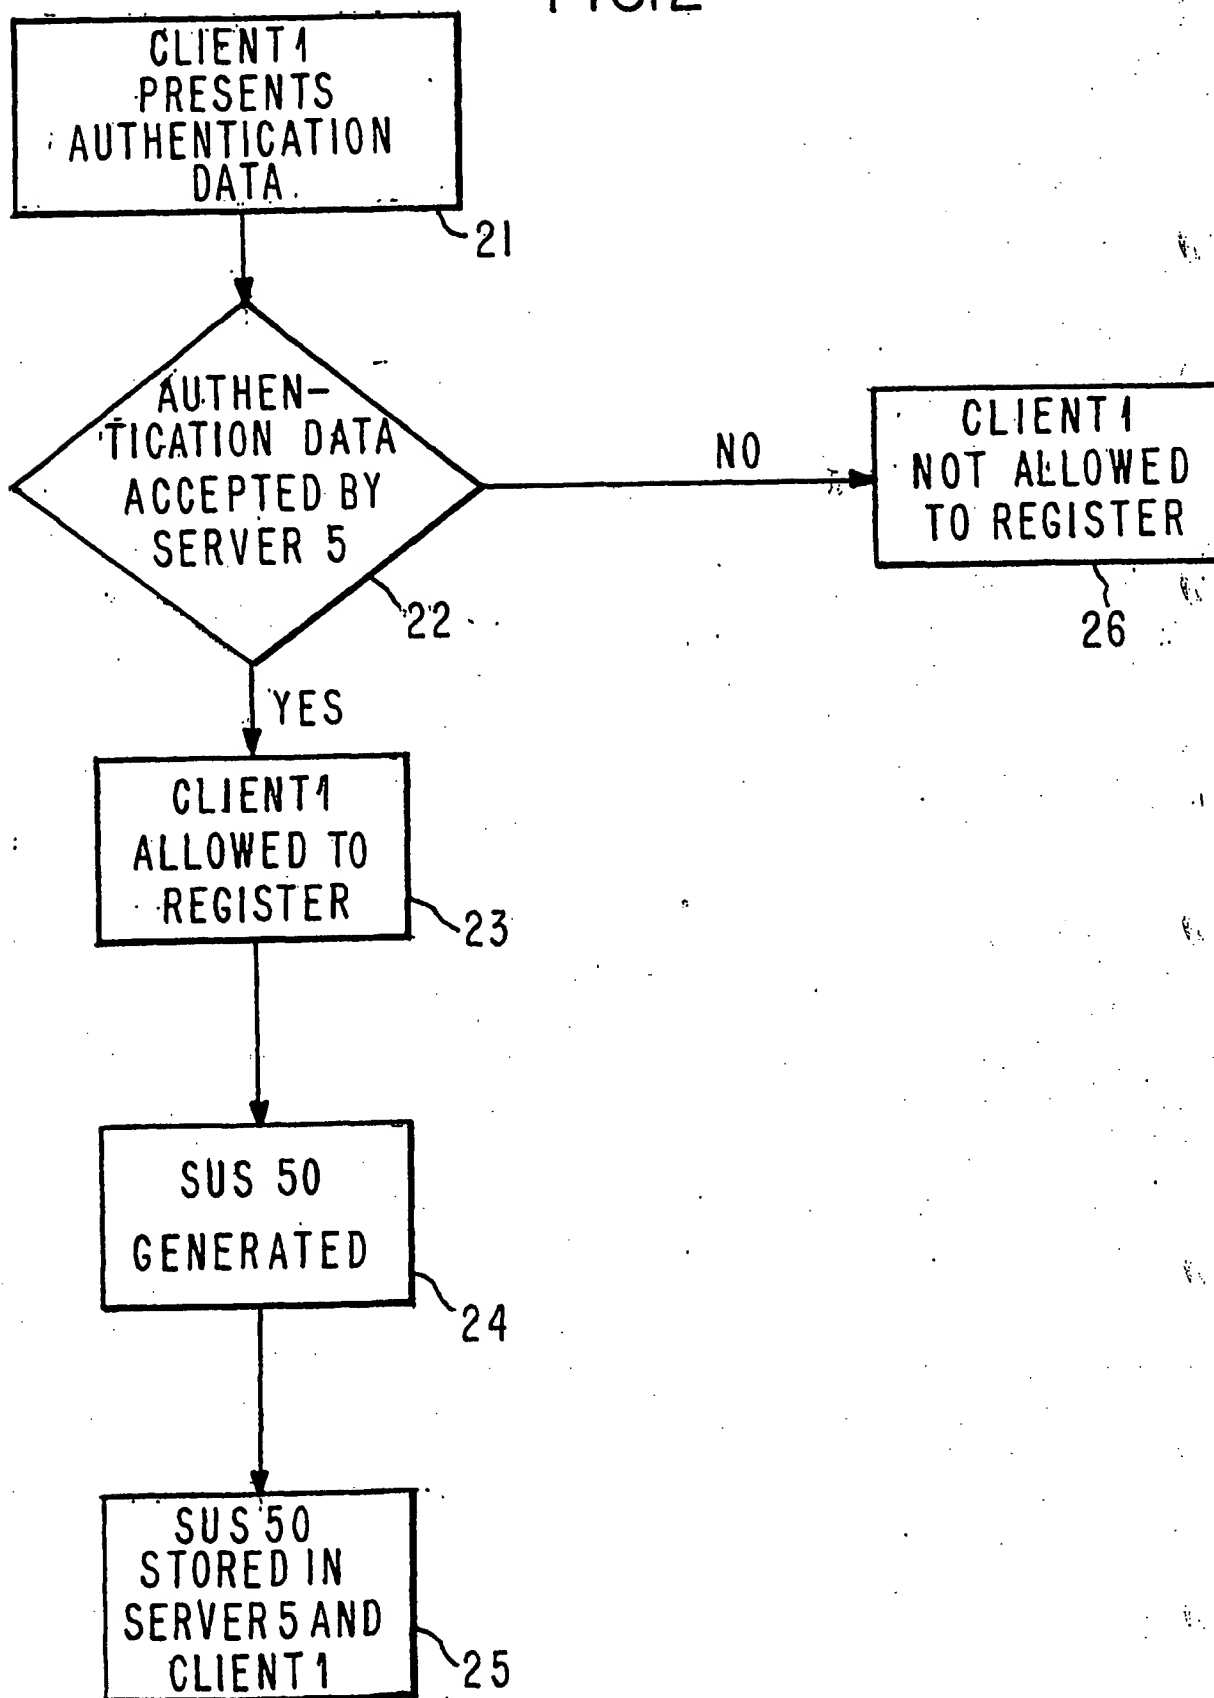 FIG.2
CLIENT 1
PRESENTS
AUTHENTICATION
DATA
21
AUTHEN-
TICATION DATA
ACCEPTED BY
SERVER 5
22
NO
CLIENT 1
NOT ALLOWED
TO REGISTER
26
YES
CLIENT 1
ALLOWED TO
REGISTER
23
SUS 50
GENERATED
24
SUS 50
STORED IN
SERVER 5 AND
CLIENT 1
25